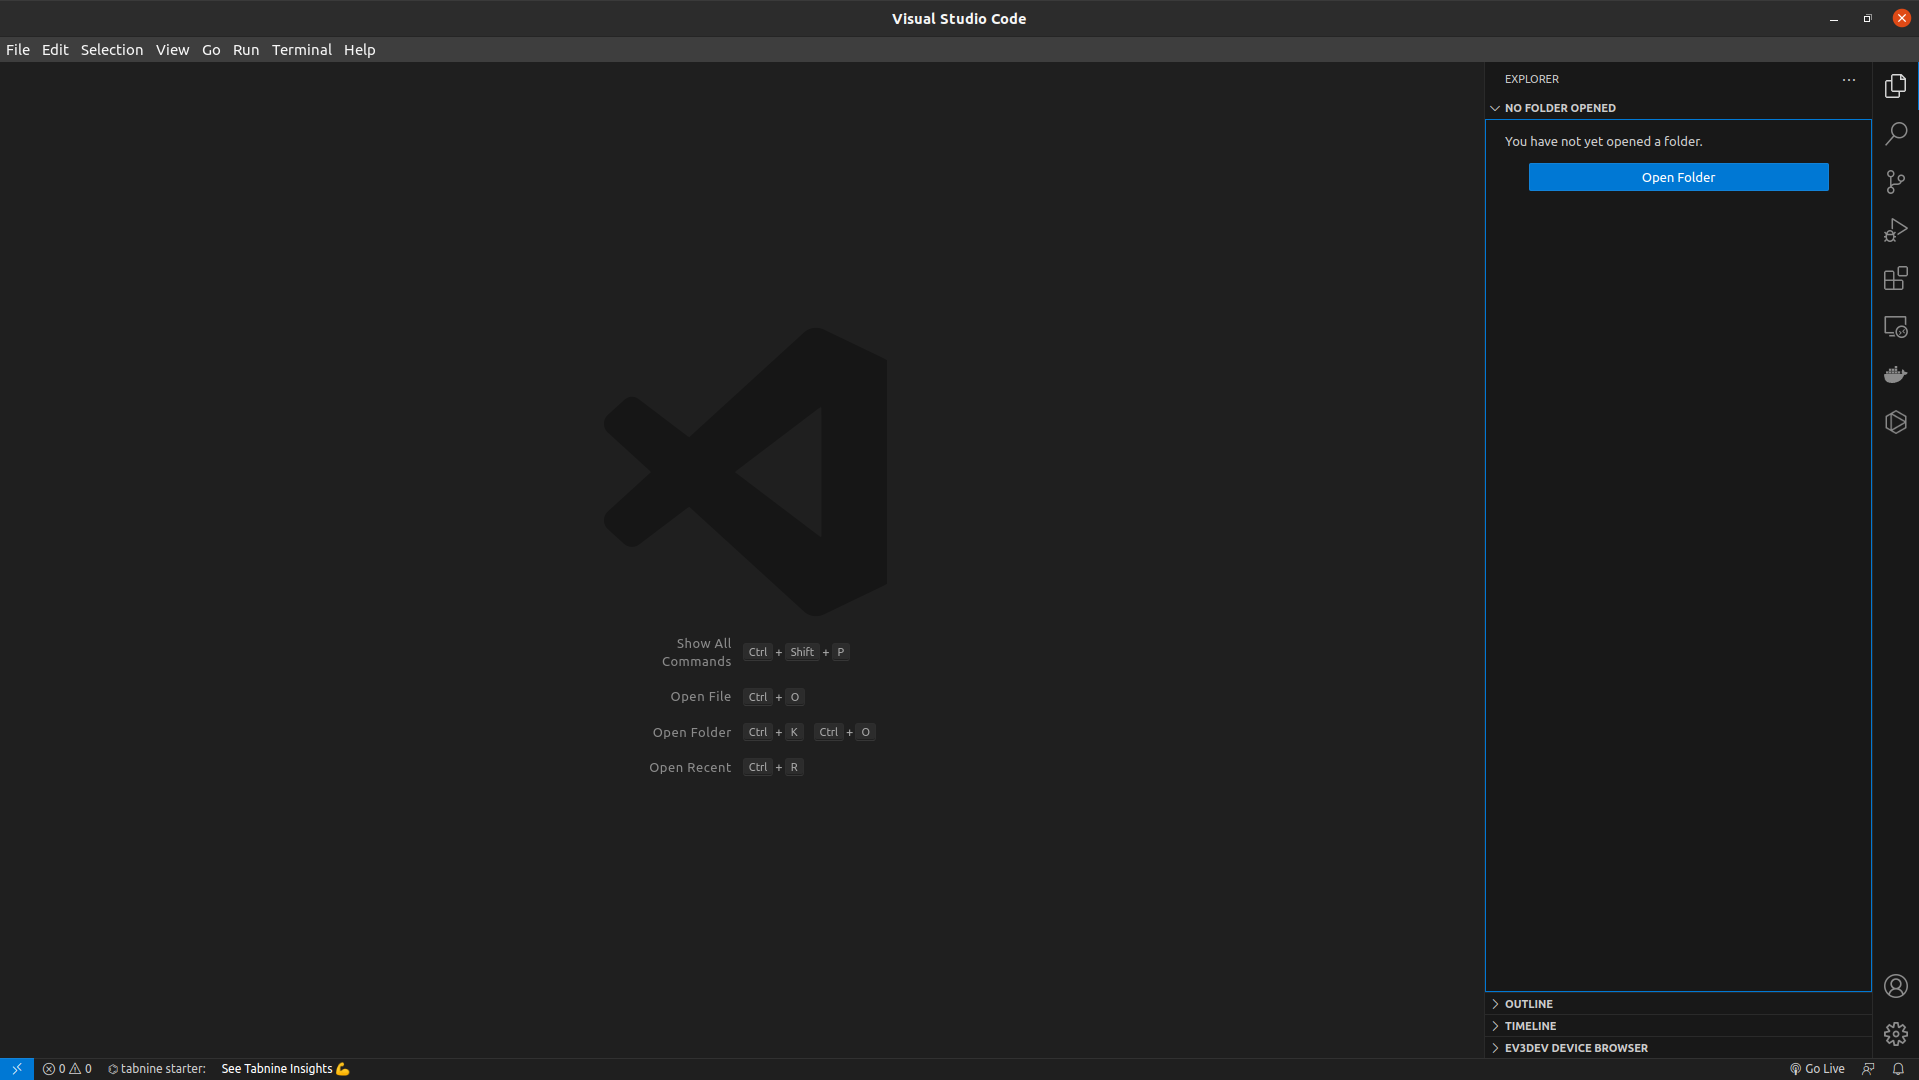 Visual Studio Code
File Edit Selection View Go Run Terminal Help
EXPLORER
NO FOLDER OPENED
You have not yet opened a folder.
Open Folder
Show All
Commands
Ctrl + Shift + P
Open File Ctrl + O
Open Folder Ctrl + K Ctrl + O
Open Recent Ctrl + R
OUTLINE
TIMELINE
EV3DEV DEVICE BROWSER
0 0 tabnine starter: See Tabnine Insights 💪 Go Live